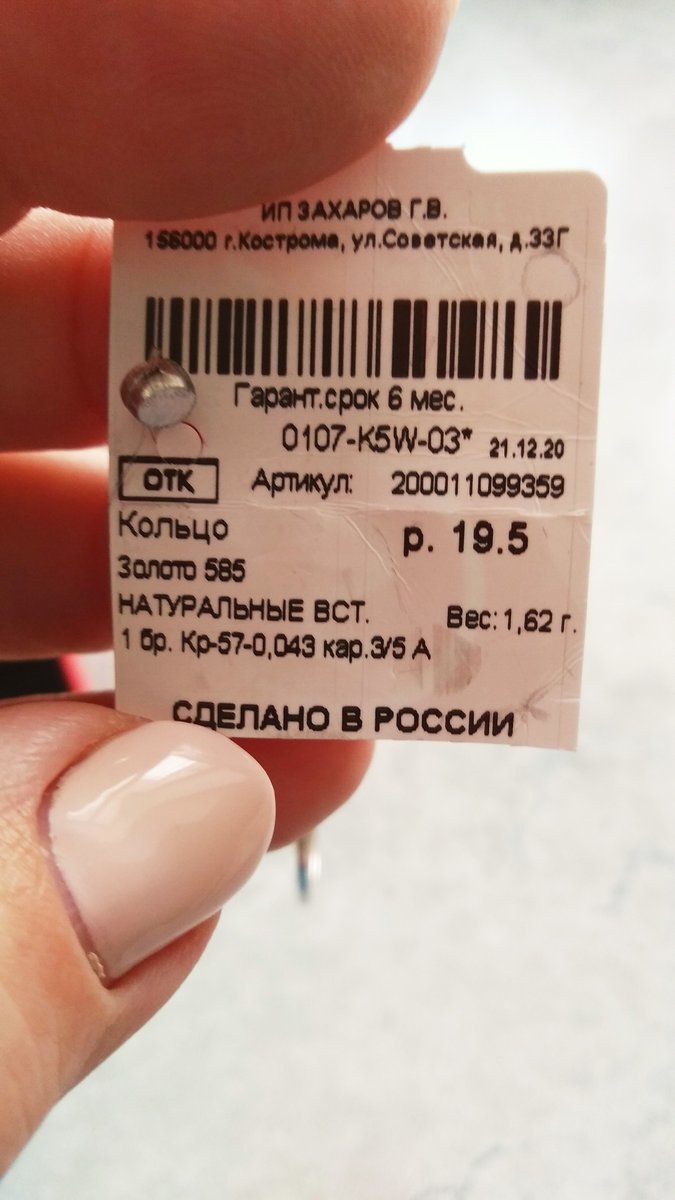 ИП ЗАХАРОВ Г.В.
156000 г.Кострома, ул.Советская, д.33Г
Гарант.срок 6 мес.
0107-K5W-03* 21.12.20
ОТК Артикул: 200011099359
Кольцо р. 19.5
Золото 585
НАТУРАЛЬНЫЕ ВСТ. Вес: 1,62 г.
1 бр. Кр-57-0,043 кар.3/5 А
СДЕЛАНО В РОССИИ